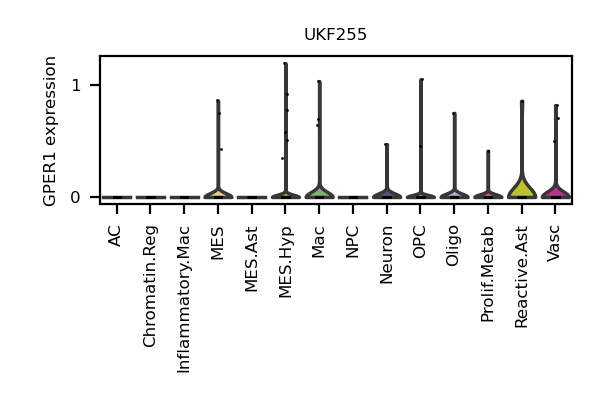 UKF255
GPER1 expression
1
0
AC
Chromatin.Reg
Inflammatory.Mac
MES
MES.Ast
MES.Hyp
Mac
NPC
Neuron
OPC
Oligo
Prolif.Metab
Reactive.Ast
Vasc